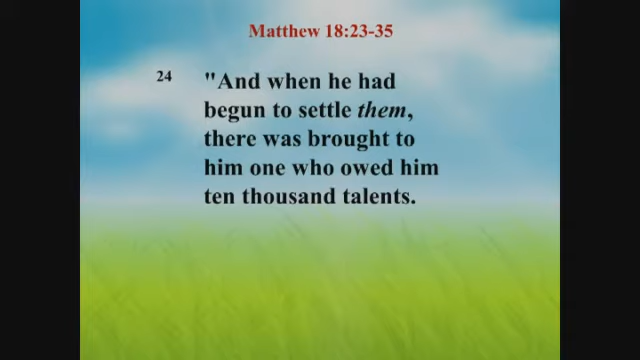 Matthew 18:23-35
24 "And when he had
begun to settle them,
there was brought to
him one who owed him
ten thousand talents.